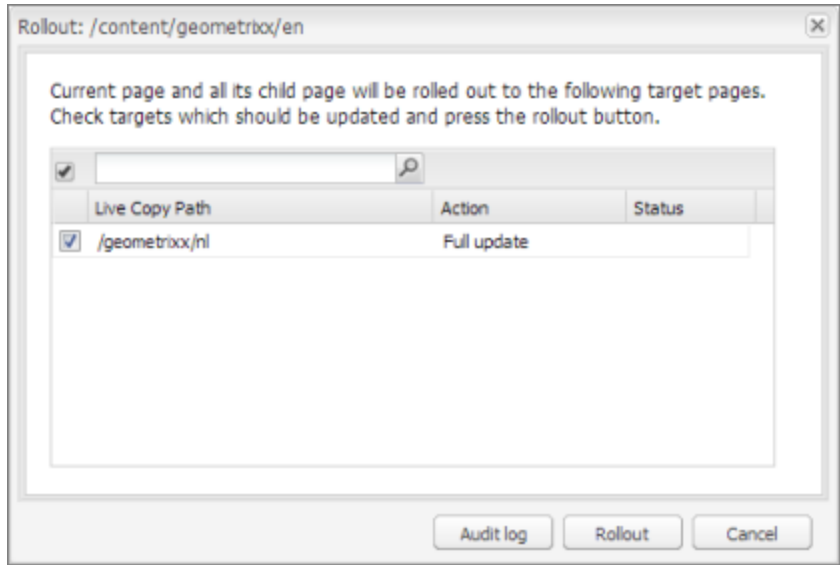 Rollout: /content/geometrixx/en
Current page and all its child page will be rolled out to the following target pages.
Check targets which should be updated and press the rollout button.
Live Copy Path Action Status
/geometrixx/nl Full update
Audit log Rollout Cancel